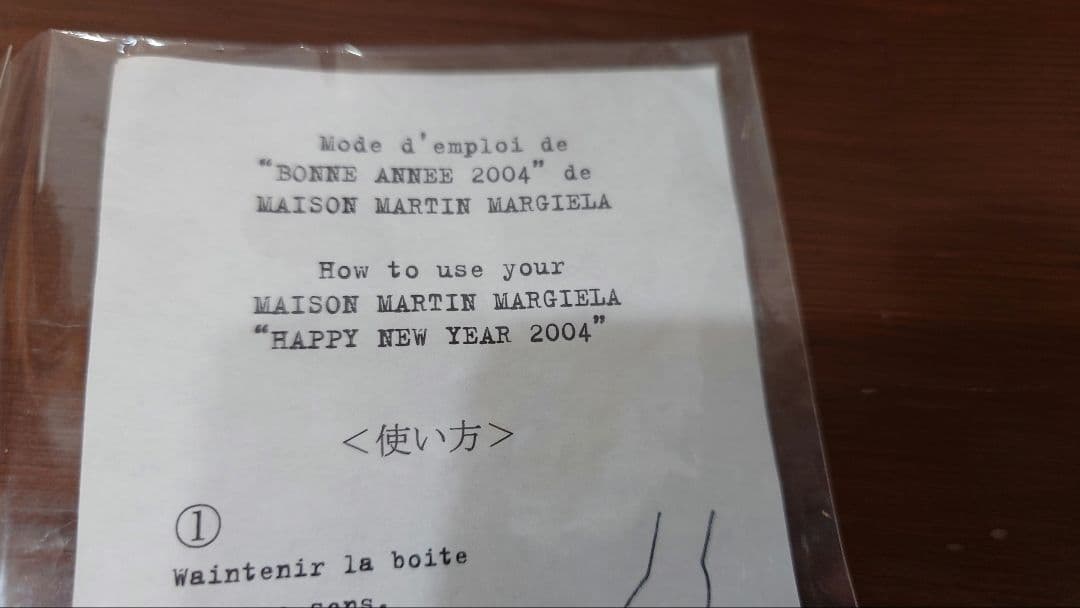 Mode d'emploi de
"BONNE ANNEE 2004" de
MAISON MARTIN MARGIELA
How to use your
MAISON MARTIN MARGIELA
"HAPPY NEW YEAR 2004"
＜使い方＞
①
Waintenir la boite
sens.